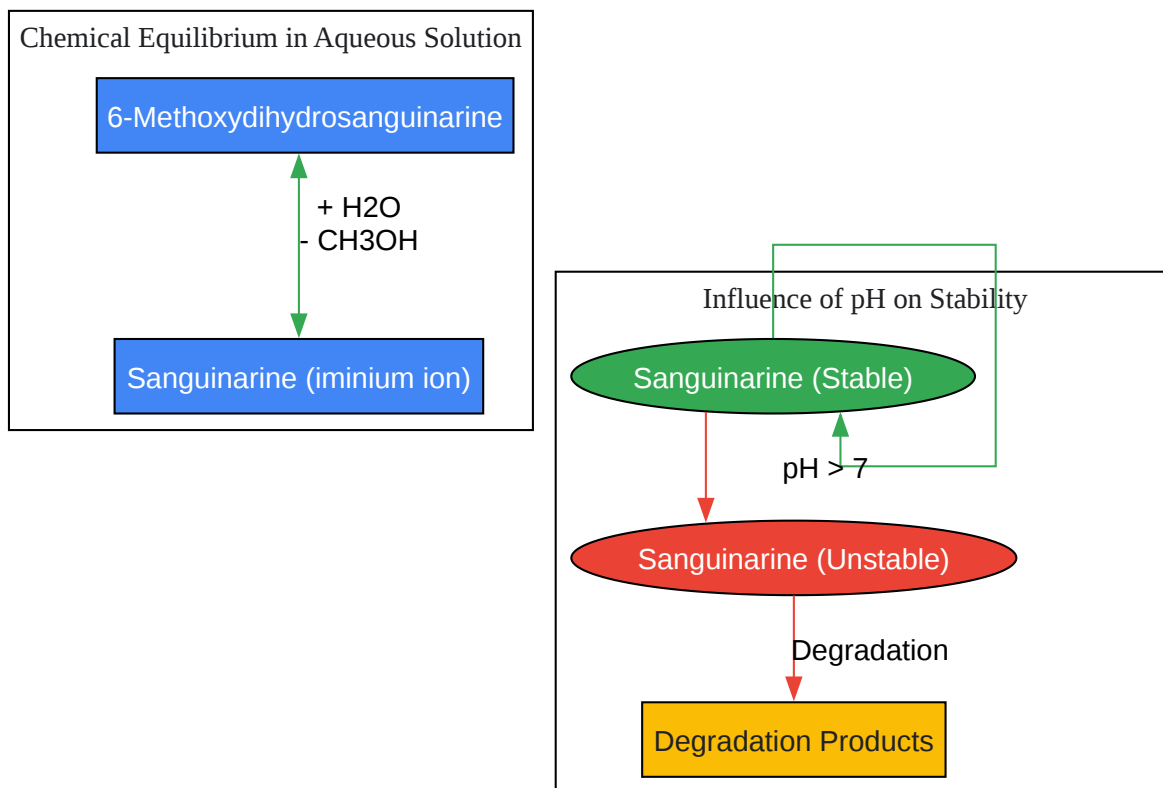 Chemical Equilibrium in Aqueous Solution
6-Methoxydihydrosanguinarine
+ H2O
- CH3OH
Sanguinarine (iminium ion)
Influence of pH on Stability
Sanguinarine (Stable)
pH > 7
Sanguinarine (Unstable)
Degradation
Degradation Products